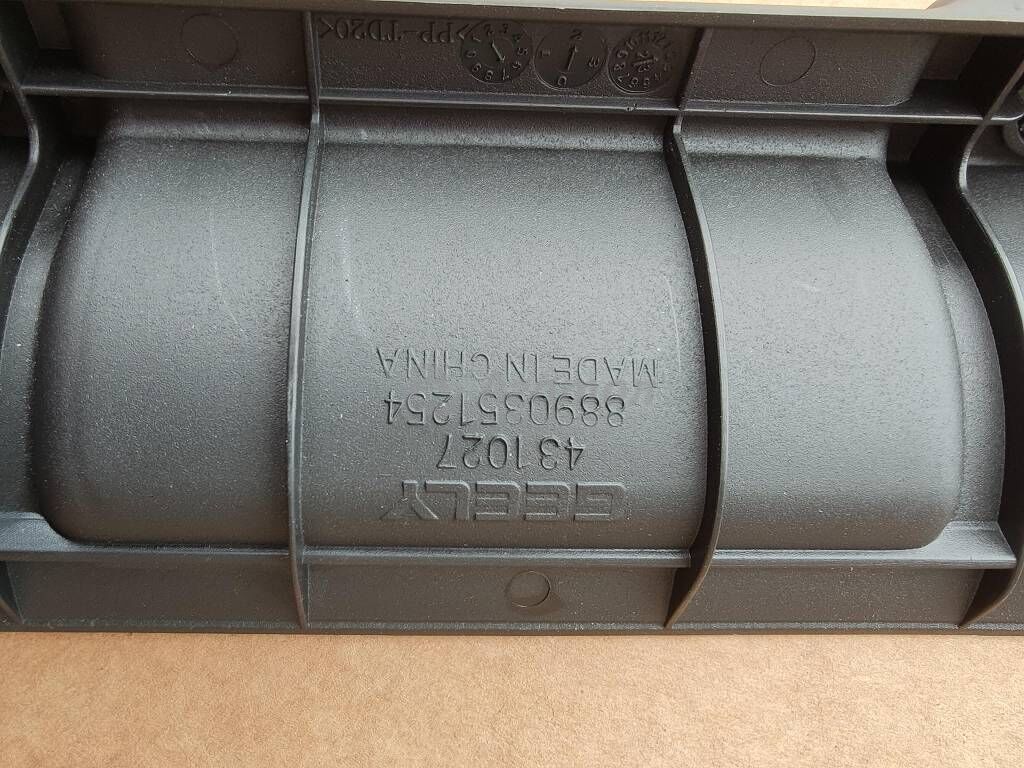 GEELY
431027
8890351254
MADE IN CHINA
>PP-TD20<